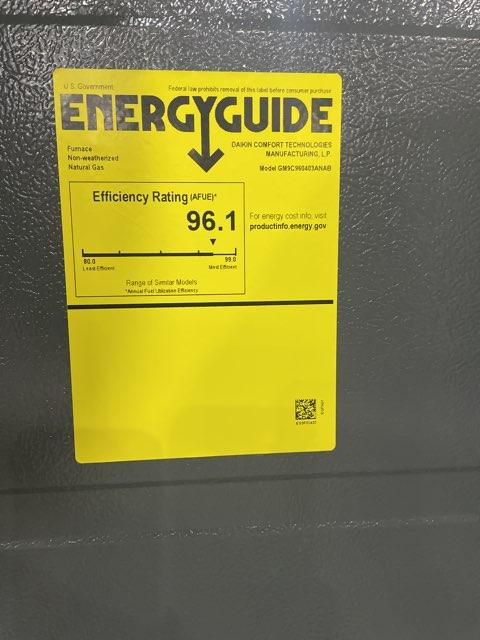 U.S. Government
Federal law prohibits removal of this label before consumer purchase
ENERGYGUIDE
Furnace
Non-weatherized
Natural Gas
DAIKIN COMFORT TECHNOLOGIES
MANUFACTURING, L.P.
Model GM9C960403ANAB
Efficiency Rating (AFUE)*
96.1
80.0
99.0
Least Efficient
Most Efficient
Range of Similar Models
*Annual Fuel Utilization Efficiency
For energy cost info, visit
productinfo.energy.gov